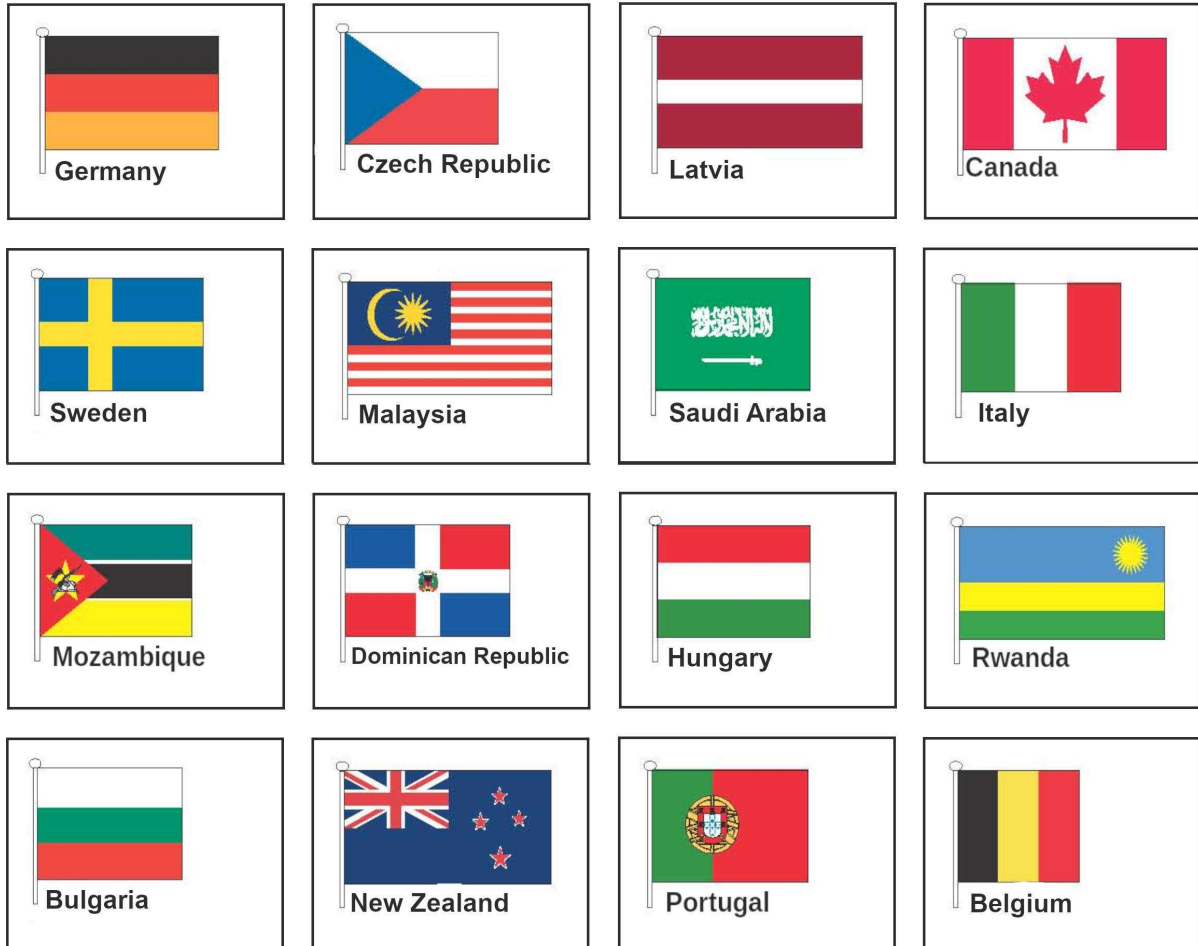 Germany
Czech Republic
Latvia
Canada
Sweden
Malaysia
Saudi Arabia
Italy
Mozambique
Dominican Republic
Hungary
Rwanda
Bulgaria
New Zealand
Portugal
Belgium